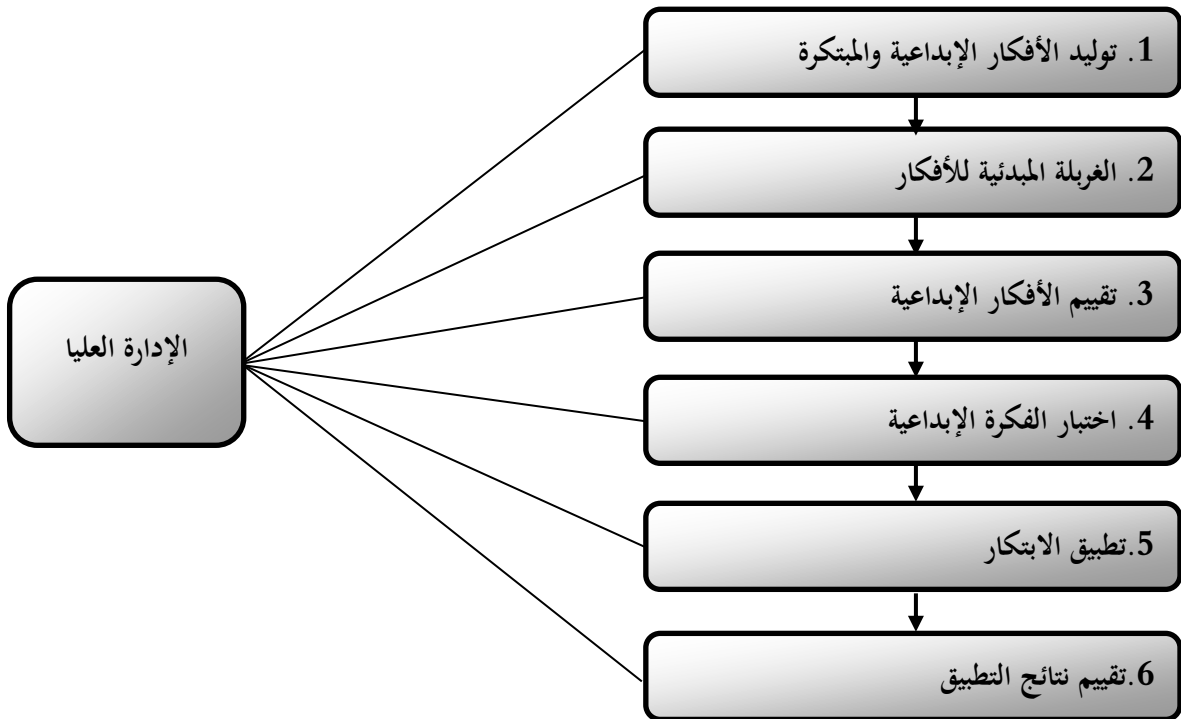 1. توليد الأفكار الإبداعية والمبتكرة
2. الغربلة المبدئية للأفكار
3. تقييم الأفكار الإبداعية
4. اختبار الفكرة الإبداعية
5.تطبيق الابتكار
6.تقييم نتائج التطبيق
الإدارة العليا